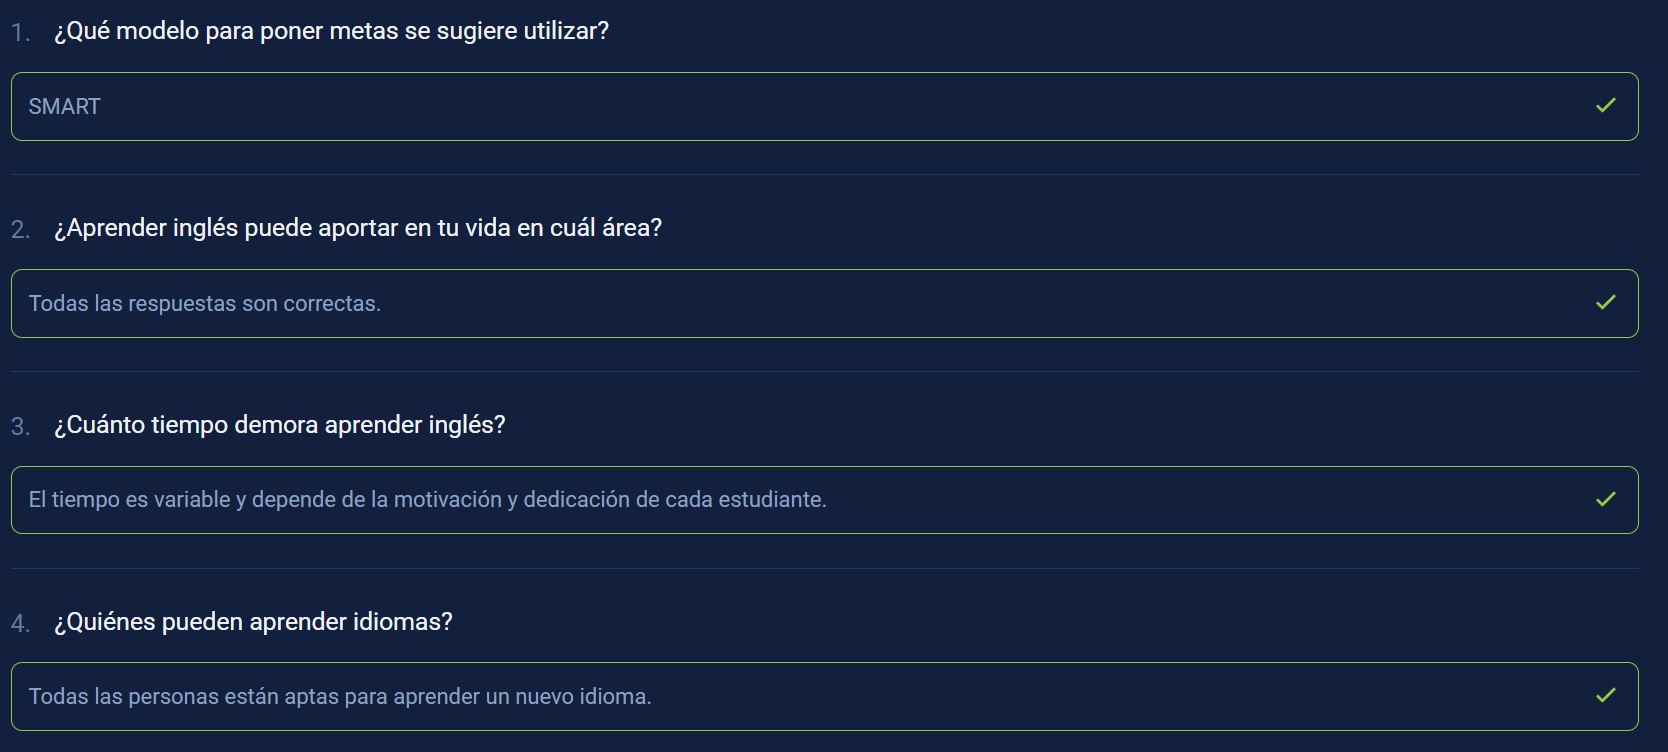 1. ¿Qué modelo para poner metas se sugiere utilizar?
SMART
2. ¿Aprender inglés puede aportar en tu vida en cuál área?
Todas las respuestas son correctas.
3. ¿Cuánto tiempo demora aprender inglés?
El tiempo es variable y depende de la motivación y dedicación de cada estudiante.
4. ¿Quiénes pueden aprender idiomas?
Todas las personas están aptas para aprender un nuevo idioma.